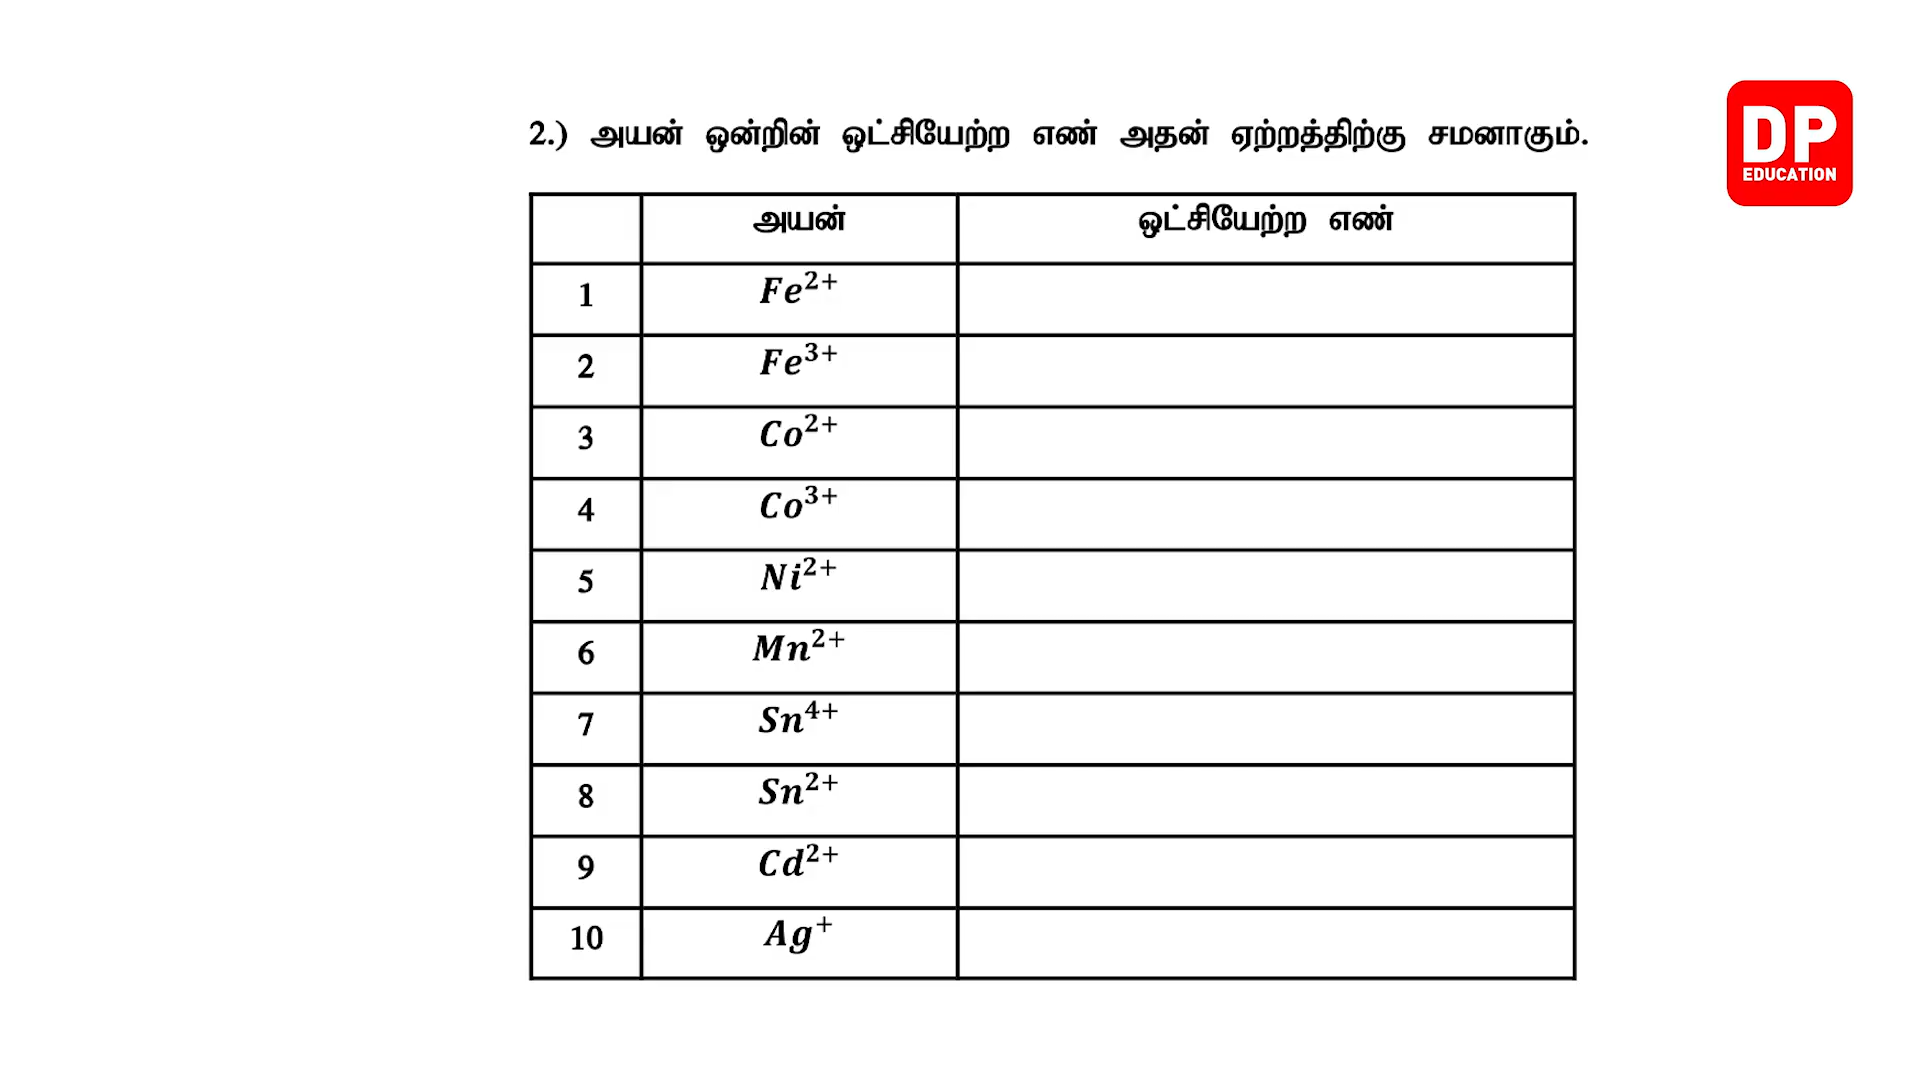 DP
EDUCATION
2.) அயன் ஒன்றின் ஒட்சியேற்ற எண் அதன் ஏற்றத்திற்கு சமனாகும்.
அயன் ஒட்சியேற்ற எண்
1 Fe²⁺
2 Fe³⁺
3 Co²⁺
4 Co³⁺
5 Ni²⁺
6 Mn²⁺
7 Sn⁴⁺
8 Sn²⁺
9 Cd²⁺
10 Ag⁺